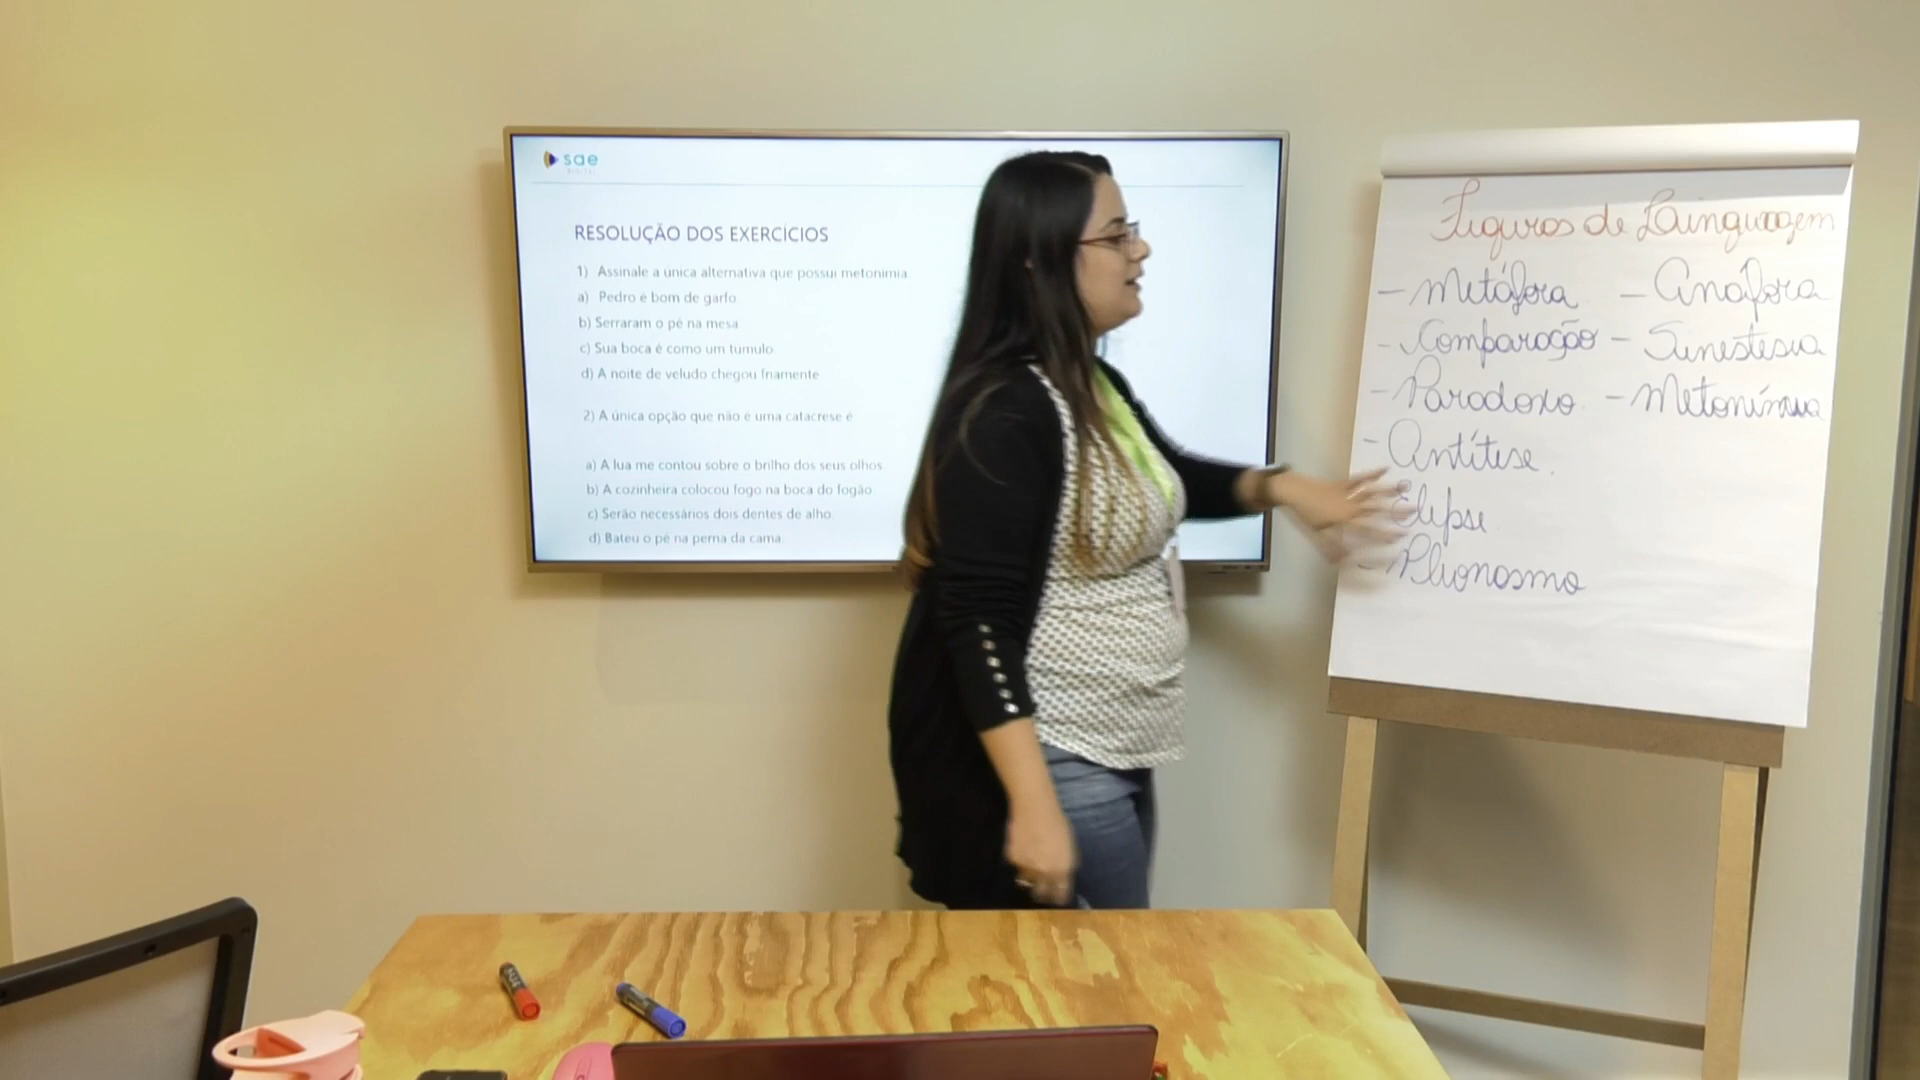 sae
DIGITAL
RESOLUÇÃO DOS EXERCÍCIOS
1) Assinale a única alternativa que possui metonímia.
a) Pedro é bom de garfo.
b) Serraram o pé na mesa.
c) Sua boca é como um túmulo.
d) A noite de veludo chegou friamente
2) A única opção que não é uma catacrese é
a) A lua me contou sobre o brilho dos seus olhos.
b) A cozinheira colocou fogo na boca do fogão.
c) Serão necessários dois dentes de alho.
d) Bateu o pé na perna da cama.
Figuras de Linguagem
- Metáfora - Anáfora
- Comparação - Sinestesia
- Paradoxo - Metonímia
- Antítese
Elipse
- Pleonasmo